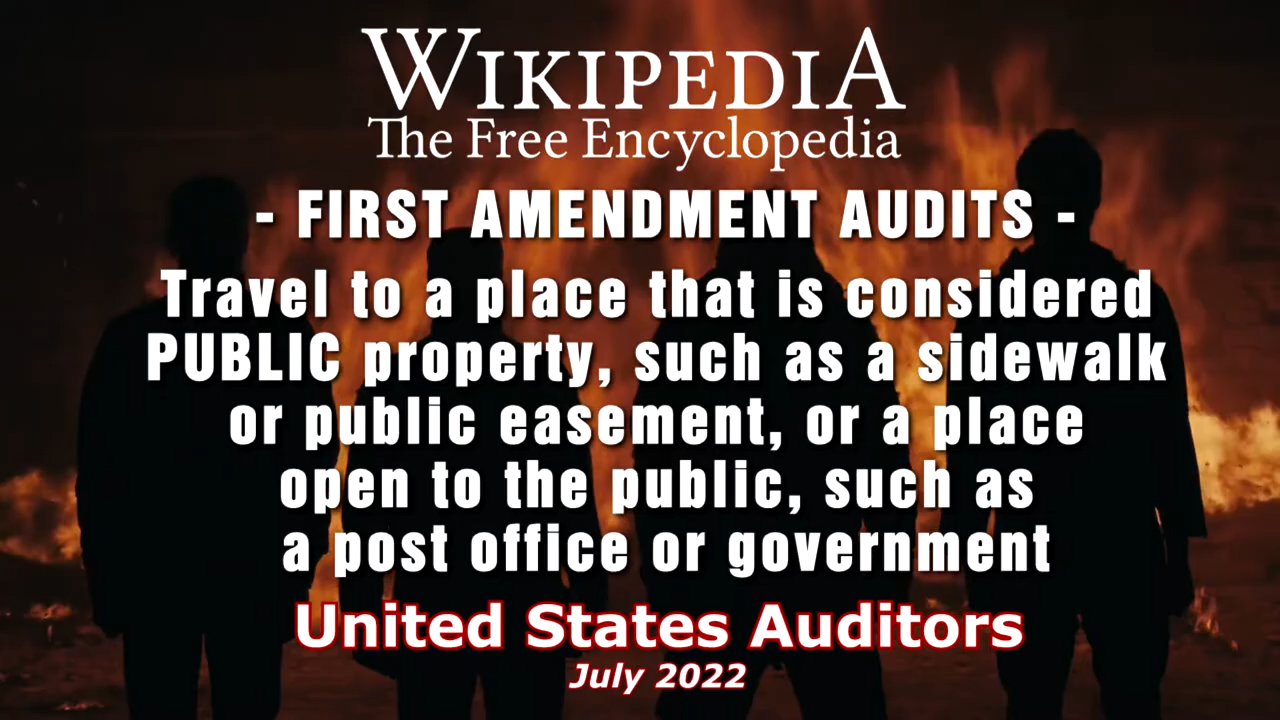 WIKIPEDIA
The Free Encyclopedia
- FIRST AMENDMENT AUDITS -
Travel to a place that is considered
PUBLIC property, such as a sidewalk
or public easement, or a place
open to the public, such as
a post office or government
United States Auditors
July 2022